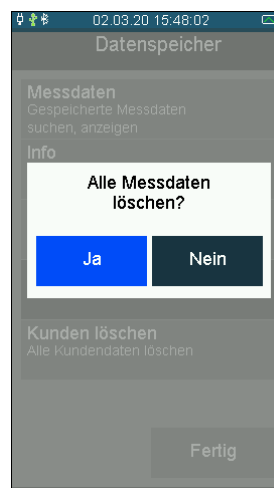 02.03.20 15:48:02
Datenspeicher
Messdaten
Gespeicherte Messdaten
suchen, anzeigen
Info
Alle Messdaten
löschen?
Ja
Nein
Kunden löschen
Alle Kundendaten löschen
Fertig